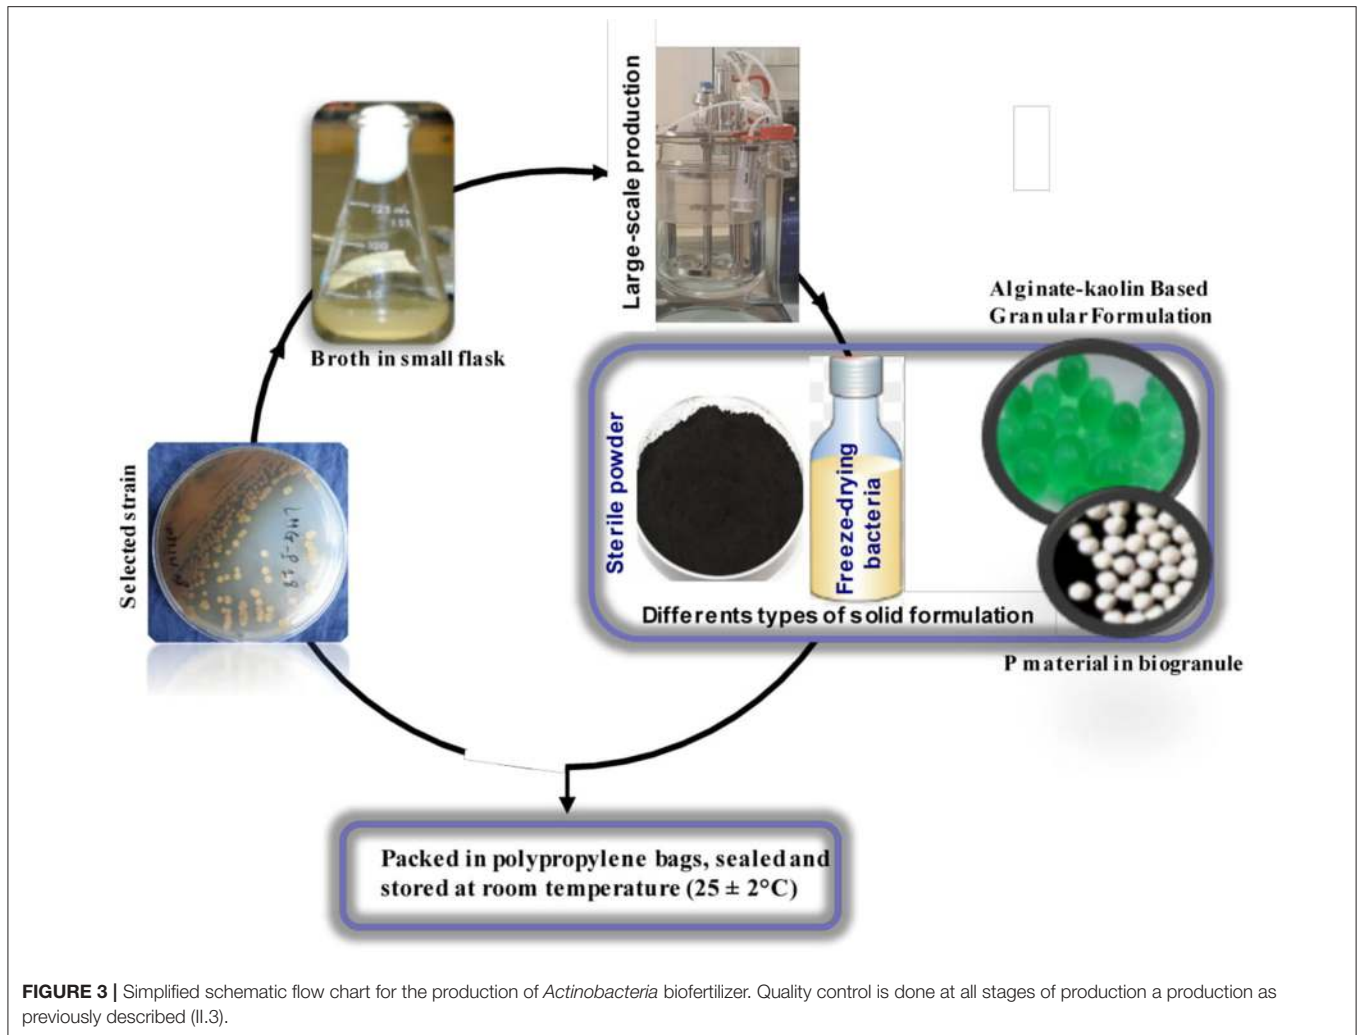 Large-scale production
Broth in small flask
Selected strain
Alginate-kaolin Based
Granular Formulation
Sterile powder
Freeze-drying
bacteria
Differents types of solid formulation
P material in biogranule
Packed in polypropylene bags, sealed and
stored at room temperature (25 ± 2°C)
FIGURE 3 | Simplified schematic flow chart for the production of Actinobacteria biofertilizer. Quality control is done at all stages of production a production as
previously described (II.3).